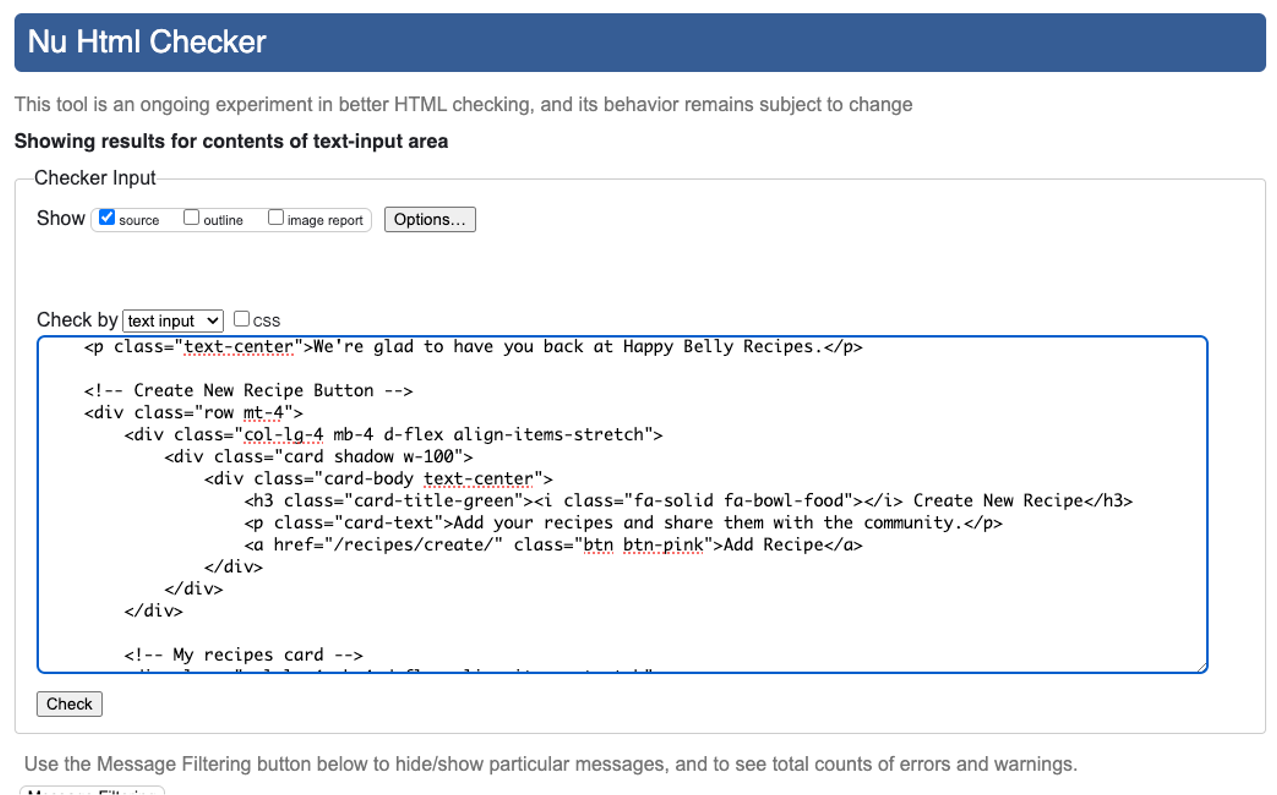 Nu Html Checker
This tool is an ongoing experiment in better HTML checking, and its behavior remains subject to change
Showing results for contents of text-input area
Checker Input
Show source outline image report Options...
Check by text input CSS
<p class="text-center">We're glad to have you back at Happy Belly Recipes.</p>
<!-- Create New Recipe Button -->
<div class="row mt-4">
<div class="col-lg-4 mb-4 d-flex align-items-stretch">
<div class="card shadow w-100">
<div class="card-body text-center">
<h3 class="card-title-green"><i class="fa-solid fa-bowl-food"></i> Create New Recipe</h3>
<p class="card-text">Add your recipes and share them with the community.</p>
<a href="/recipes/create/" class="btn btn-pink">Add Recipe</a>
</div>
</div>
</div>
<!-- My recipes card -->
Check
Use the Message Filtering button below to hide/show particular messages, and to see total counts of errors and warnings.
Message Filtering